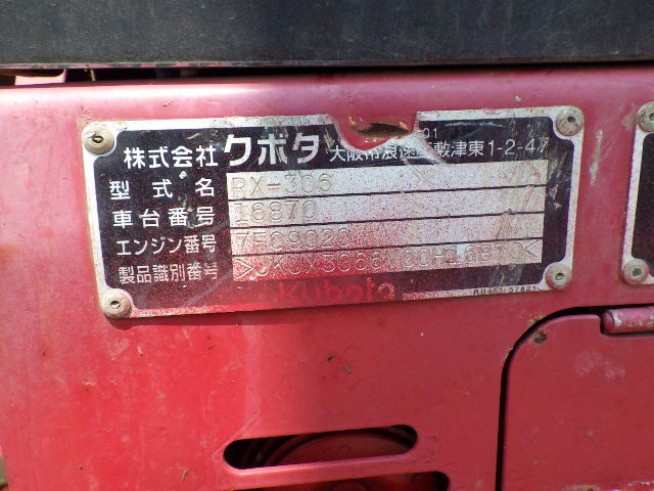 株式会社クボタ 大阪市浪速区敷津東1-2-47
型式名 RX-306
車台番号 16870
エンジン番号 7FC9020
製品識別番号
Kubota